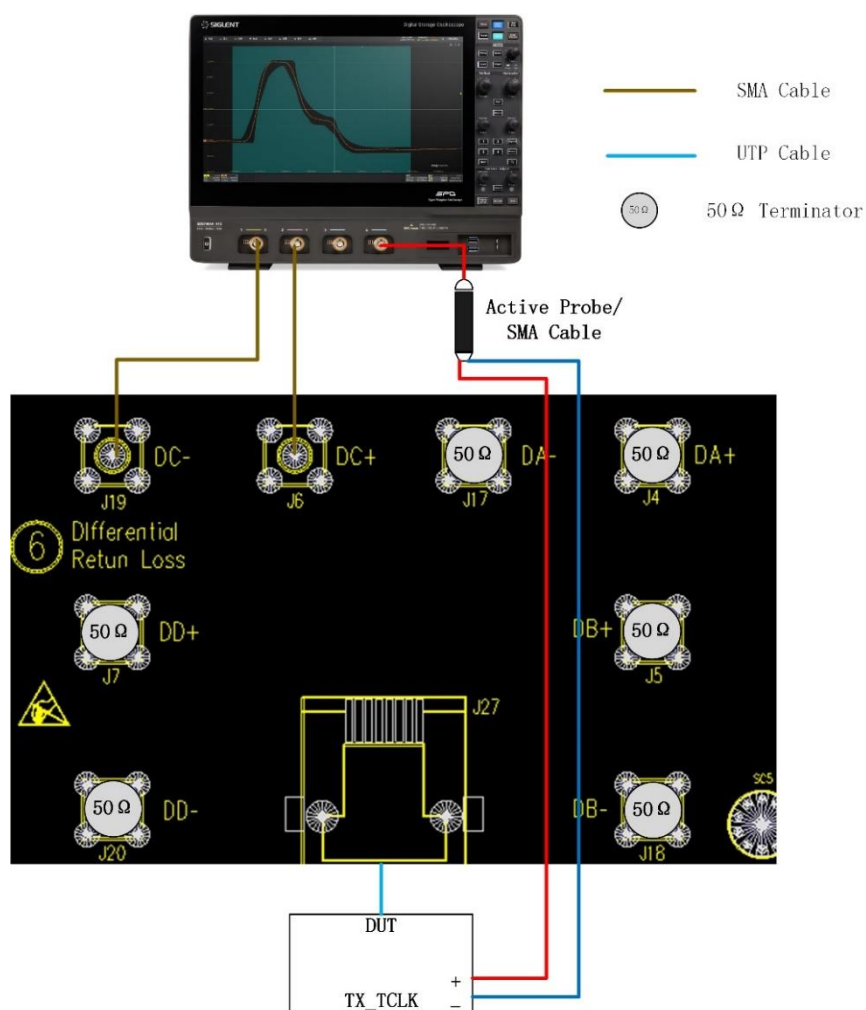 SIGLENT
Digital Storage Oscilloscope
SPO
SMA Cable
UTP Cable
50Ω
50Ω Terminator
Active Probe/
SMA Cable
DC-
J19
DC+
J6
50Ω
DA-
J17
50Ω
DA+
J4
6
DIfferential
Retun Loss
50Ω
DD+
J7
DB+
50Ω
J5
J27
50Ω
DD-
J20
DB-
50Ω
J18
SC5
DUT
TX_TCLK
+
−